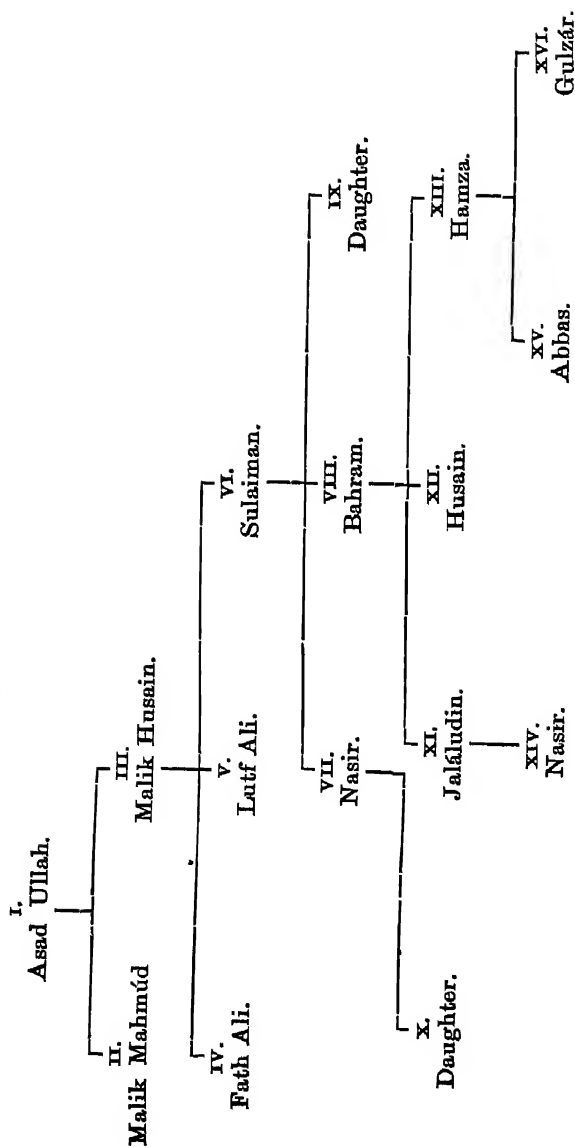 I.
Asad Ullah.
II.
Malik Mahmúd
III.
Malik Husain.
IV.
Fath Ali.
V.
Lutf Ali.
VI.
Sulaiman.
VII.
Nasir.
VIII.
Bahram.
IX.
Daughter.
X.
Daughter.
XI.
Jaláludin.
XII.
Husain.
XIII.
Hamza.
XIV.
Nasir.
XV.
Abbas.
XVI.
Gulzár.